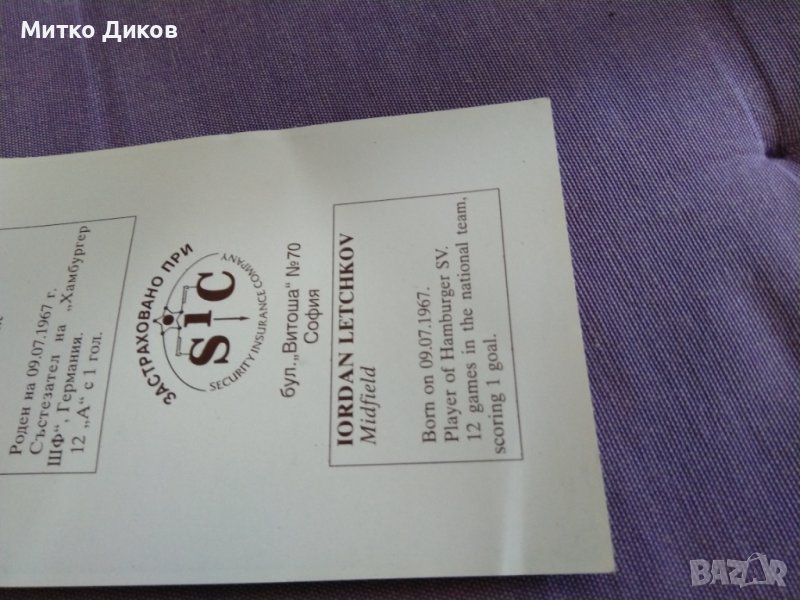 Митко Диков
Роден на 09.07.1967 г.
Състезател на „Хамбургер
ШФ“, Германия.
12 „А“ с 1 гол.
ЗАСТРАХОВАНО ПРИ
SiC
SECURITY INSURANCE COMPANY
бул.„Витоша“ №70
София
IORDAN LETCHKOV
Midfield
Born on 09.07.1967.
Player of Hamburger SV.
12 games in the national team,
scoring 1 goal.
BAZAR